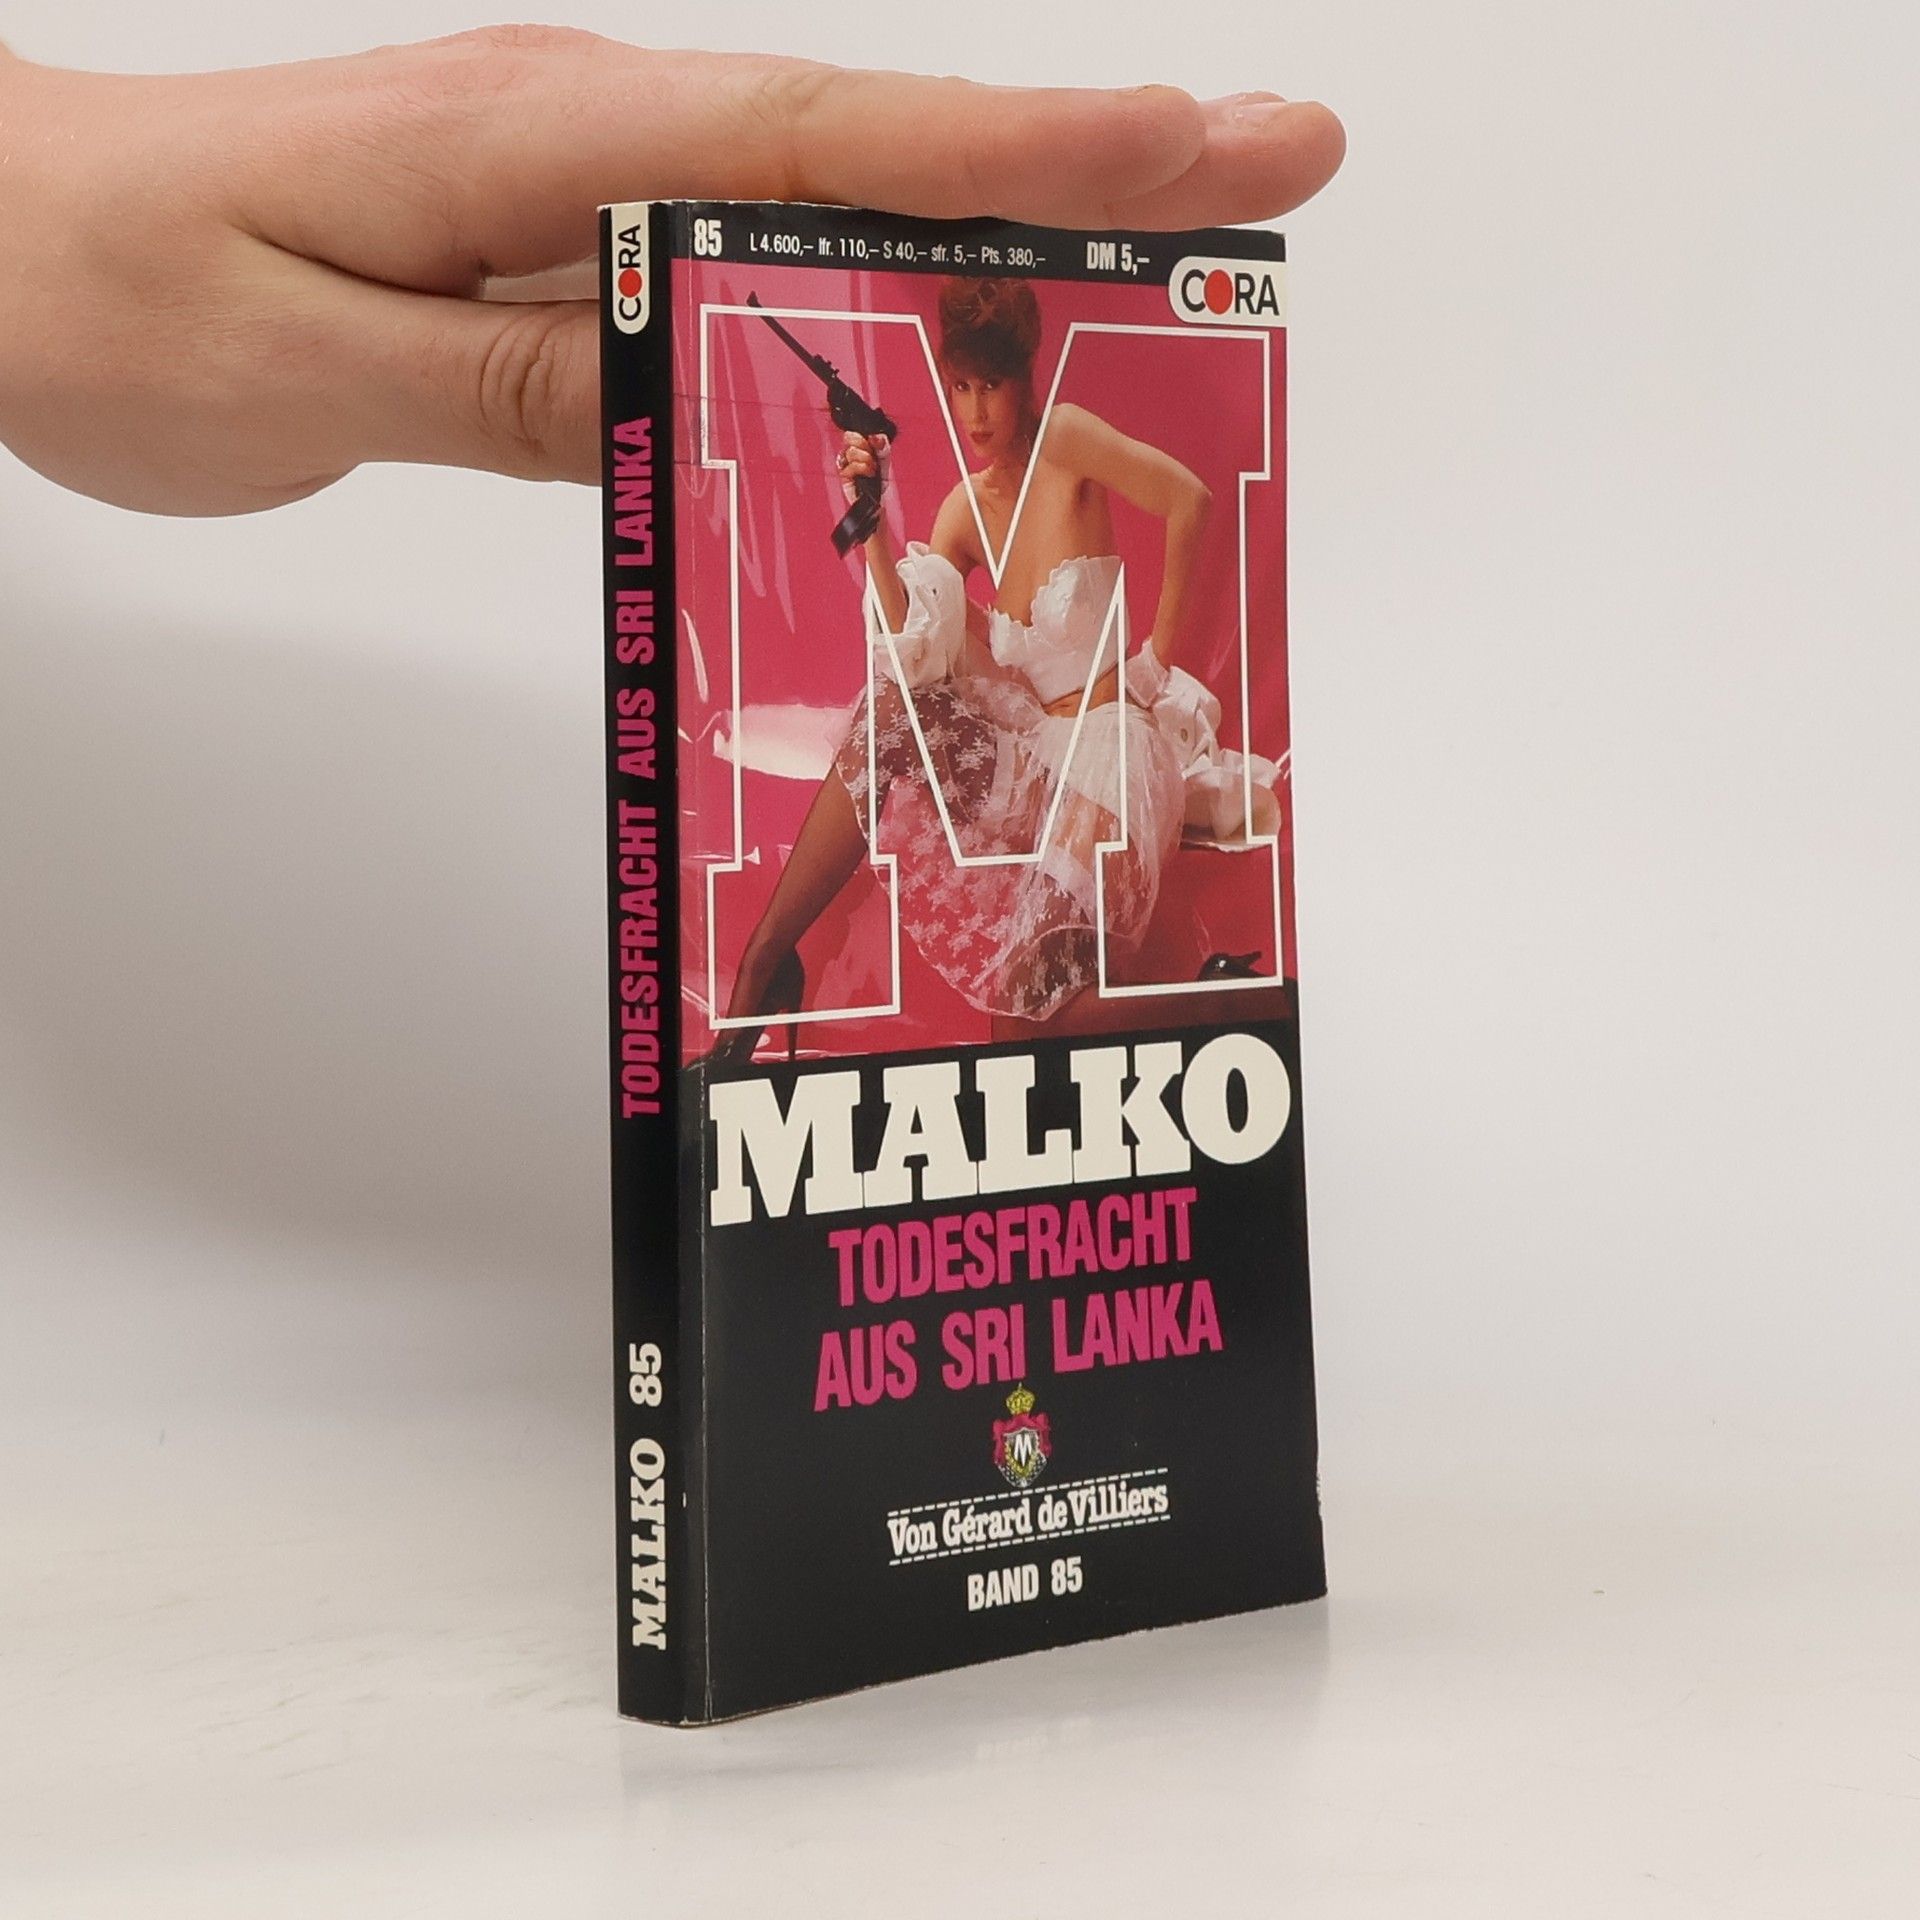 CORA
TODESFRACHT AUS SRI LANKA
MALKO 85
85 L 4.600,– lfr. 110,– S 40,– sfr. 5,– Pts. 380,– DM 5,–
CORA
M
MALKO
TODESFRACHT
AUS SRI LANKA
M
Von Gérard de Villiers
BAND 85